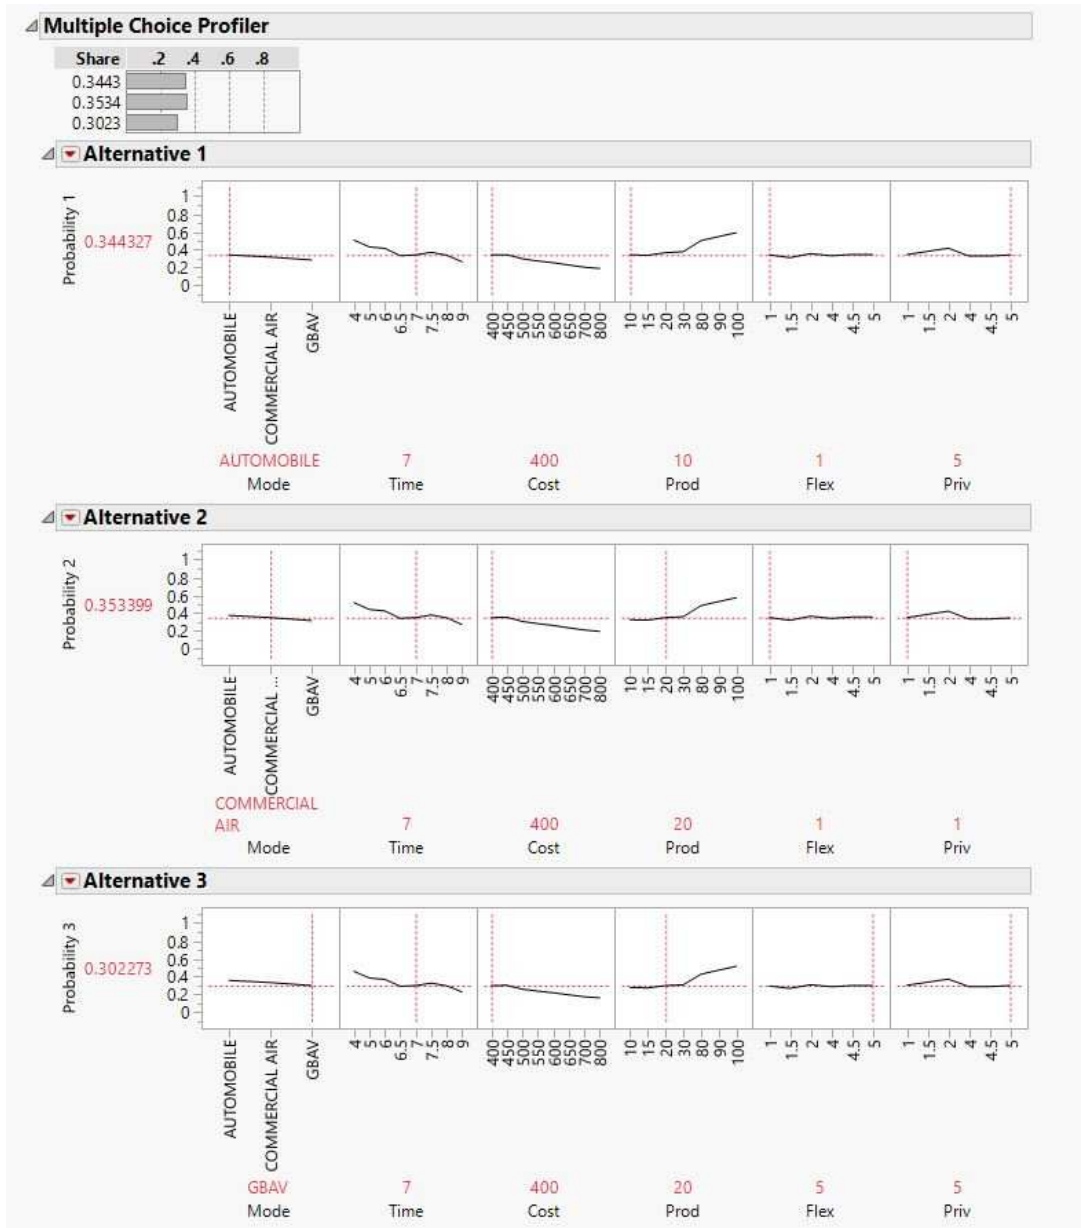 Multiple Choice Profiler
Share .2 .4 .6 .8
0.3443
0.3534
0.3023
Alternative 1
Probability 1
0.344327
1
0.8
0.6
0.4
0.2
0
AUTOMOBILE
COMMERCIAL AIR
GBAV
4 5 6 6.5 7 7.5 8 9
400 450 500 550 600 650 700 800
10 15 20 30 80 90 100
1 1.5 2 4 4.5 5
1 1.5 2 4 4.5 5
AUTOMOBILE 7 400 10 1 5
Mode Time Cost Prod Flex Priv
Alternative 2
Probability 2
0.353399
1
0.8
0.6
0.4
0.2
0
AUTOMOBILE
COMMERCIAL ...
GBAV
4 5 6 6.5 7 7.5 8 9
400 450 500 550 600 650 700 800
10 15 20 30 80 90 100
1 1.5 2 4 4.5 5
1 1.5 2 4 4.5 5
COMMERCIAL
AIR 7 400 20 1 1
Mode Time Cost Prod Flex Priv
Alternative 3
Probability 3
0.302273
1
0.8
0.6
0.4
0.2
0
AUTOMOBILE
COMMERCIAL AIR
GBAV
4 5 6 6.5 7 7.5 8 9
400 450 500 550 600 650 700 800
10 15 20 30 80 90 100
1 1.5 2 4 4.5 5
1 1.5 2 4 4.5 5
GBAV 7 400 20 5 5
Mode Time Cost Prod Flex Priv